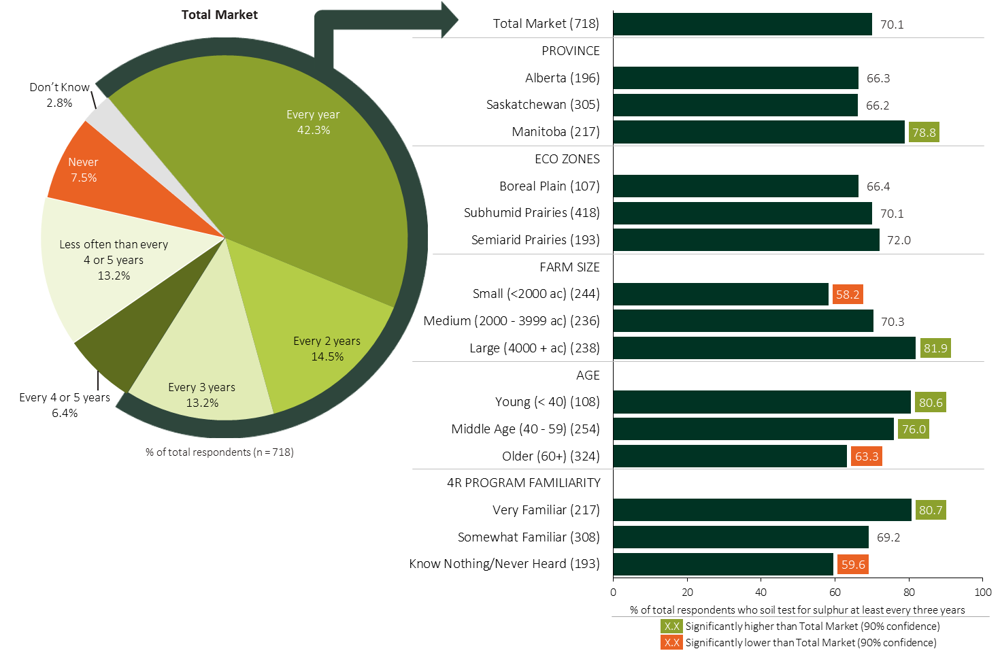 Total Market
Every year
42.3%
Every 2 years
14.5%
Every 3 years
13.2%
Every 4 or 5 years
6.4%
Less often than every
4 or 5 years
13.2%
Never
7.5%
Don't Know
2.8%
% of total respondents (n = 718)
Total Market (718) 70.1
PROVINCE
Alberta (196) 66.3
Saskatchewan (305) 66.2
Manitoba (217) 78.8
ECO ZONES
Boreal Plain (107) 66.4
Subhumid Prairies (418) 70.1
Semiarid Prairies (193) 72.0
FARM SIZE
Small (<2000 ac) (244) 58.2
Medium (2000 - 3999 ac) (236) 70.3
Large (4000 + ac) (238) 81.9
AGE
Young (< 40) (108) 80.6
Middle Age (40 - 59) (254) 76.0
Older (60+) (324) 63.3
4R PROGRAM FAMILIARITY
Very Familiar (217) 80.7
Somewhat Familiar (308) 69.2
Know Nothing/Never Heard (193) 59.6
0 20 40 60 80 100
% of total respondents who soil test for sulphur at least every three years
X.X Significantly higher than Total Market (90% confidence)
X.X Significantly lower than Total Market (90% confidence)